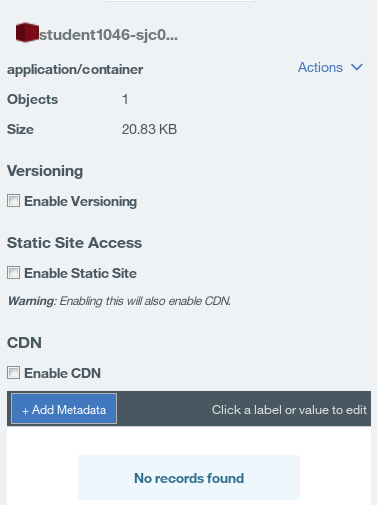 student1046-sjc0...
application/container
Actions
Objects 1
Size 20.83 KB
Versioning
Enable Versioning
Static Site Access
Enable Static Site
Warning: Enabling this will also enable CDN.
CDN
Enable CDN
+ Add Metadata Click a label or value to edit
No records found